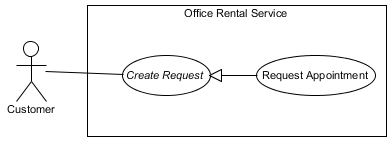 Office Rental Service
Create Request
Request Appointment
Customer